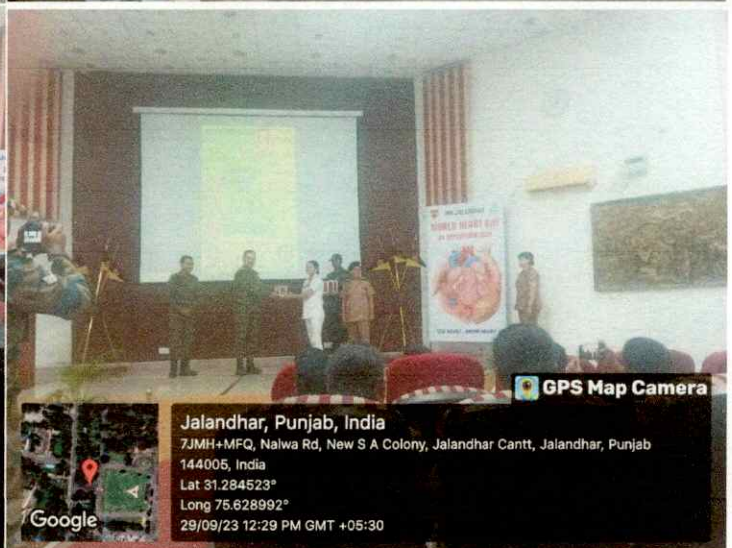 WORLD HEART DAY
GPS Map Camera
Jalandhar, Punjab, India
7JMH+MFQ, Nalwa Rd, New S A Colony, Jalandhar Cantt, Jalandhar, Punjab
144005, India
Lat 31.284523°
Long 75.628992°
29/09/23 12:29 PM GMT +05:30
Google